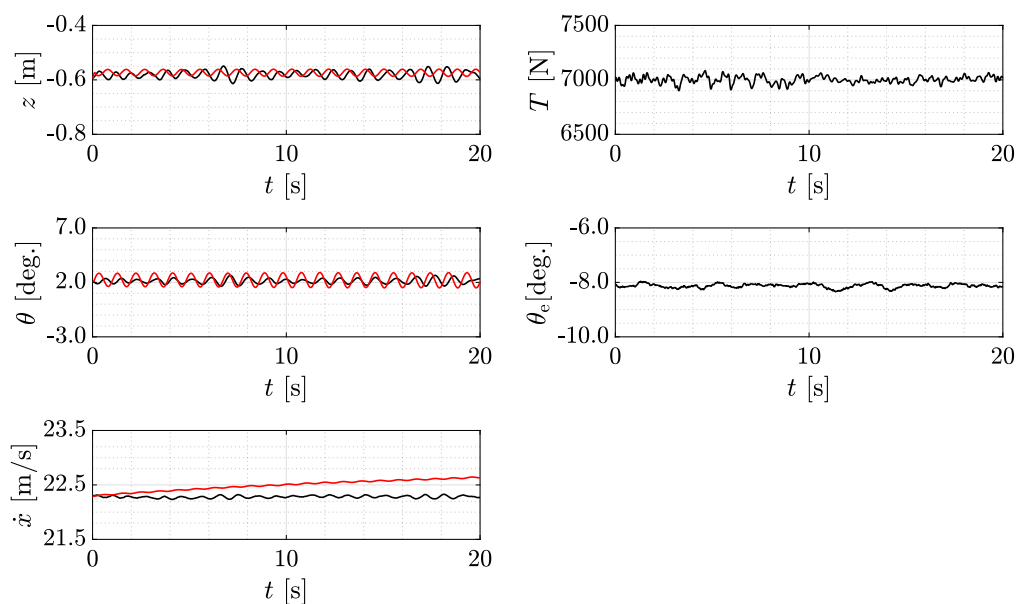 -0.4
-0.6
-0.8
z [m]
0 10 20
t [s]
7500
7000
6500
T [N]
0 10 20
t [s]
7.0
2.0
-3.0
θ [deg.]
0 10 20
t [s]
-6.0
-8.0
-10.0
θe[deg.]
0 10 20
t [s]
23.5
22.5
21.5
ẋ [m/s]
0 10 20
t [s]